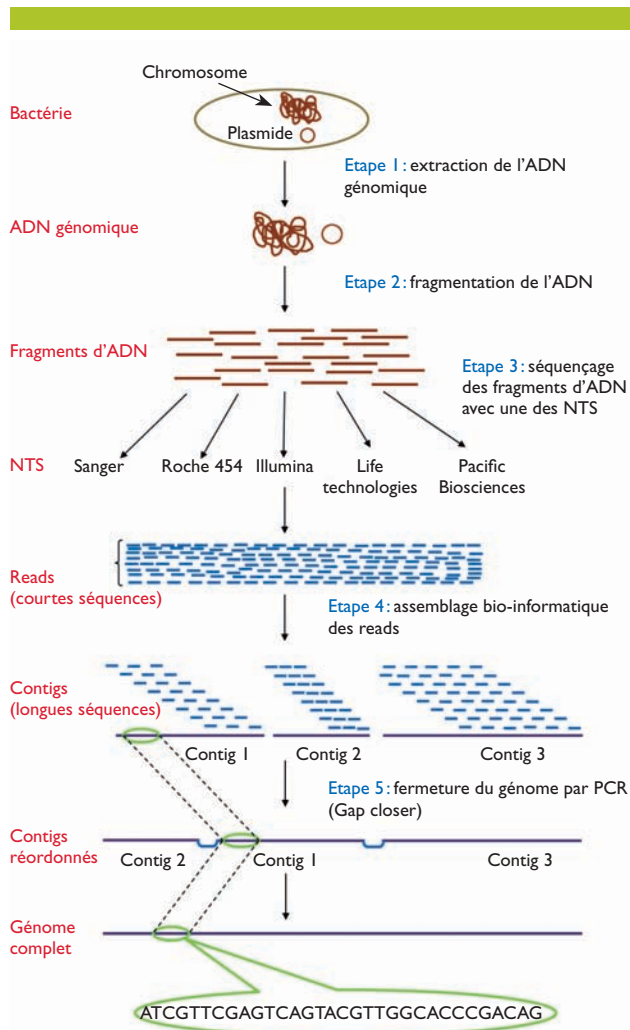 Chromosome
Bactérie
Plasmide
Etape 1 : extraction de l’ADN
génomique
ADN génomique
Etape 2 : fragmentation de l’ADN
Fragments d’ADN
Etape 3 : séquençage
des fragments d’ADN
avec une des NTS
NTS
Sanger
Roche 454
Illumina
Life
technologies
Pacific
Biosciences
Reads
(courtes séquences)
Etape 4 : assemblage bio-informatique
des reads
Contigs
(longues séquences)
Contig 1
Contig 2
Contig 3
Etape 5 : fermeture du génome par PCR
(Gap closer)
Contigs
réordonnés
Contig 2
Contig 1
Contig 3
Génome
complet
ATCGTTCGAGTCAGTACGTTGGCACCCGACAG